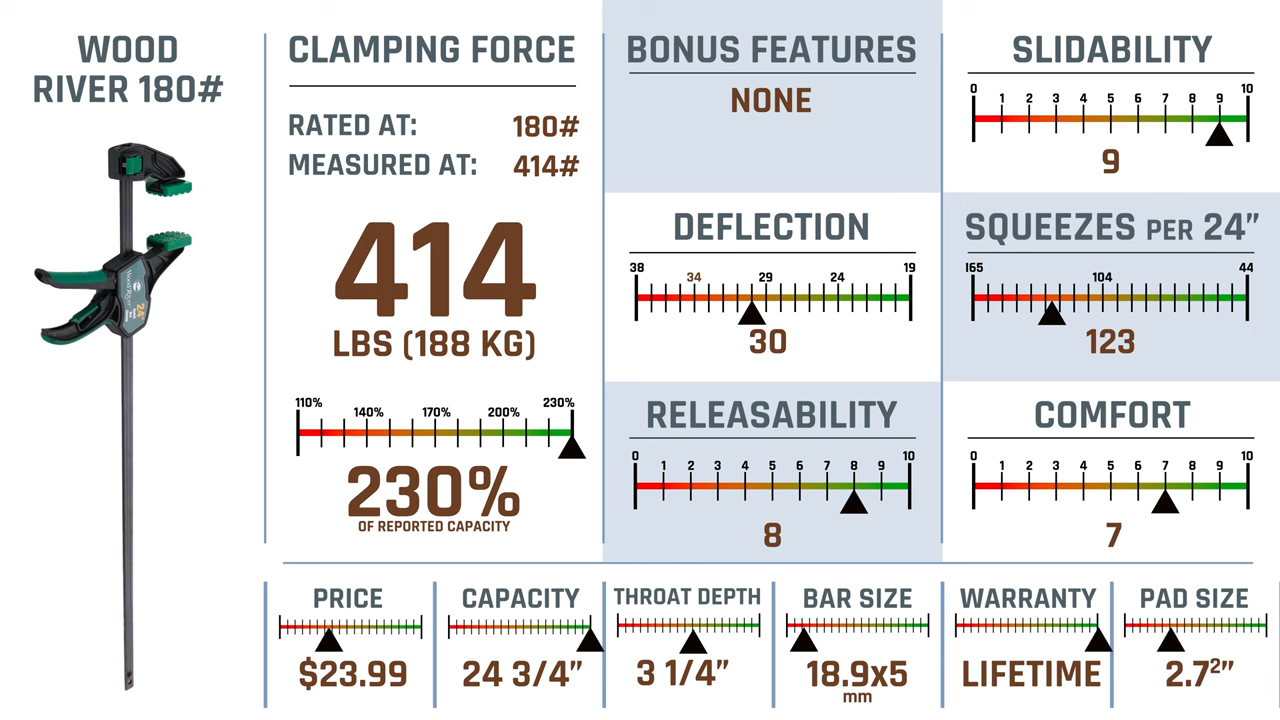 WOOD
RIVER 180#
CLAMPING FORCE
RATED AT: 180#
MEASURED AT: 414#
414
LBS (188 KG)
110% 140% 170% 200% 230%
230%
OF REPORTED CAPACITY
BONUS FEATURES
NONE
DEFLECTION
38 34 29 24 19
30
RELEASABILITY
0 1 2 3 4 5 6 7 8 9 10
8
SLIDABILITY
0 1 2 3 4 5 6 7 8 9 10
9
SQUEEZES PER 24”
165 104 44
123
COMFORT
0 1 2 3 4 5 6 7 8 9 10
7
PRICE
$23.99
CAPACITY
24 3/4”
THROAT DEPTH
3 1/4”
BAR SIZE
18.9x5
mm
WARRANTY
LIFETIME
PAD SIZE
2.7²”
WoodRiver
24"